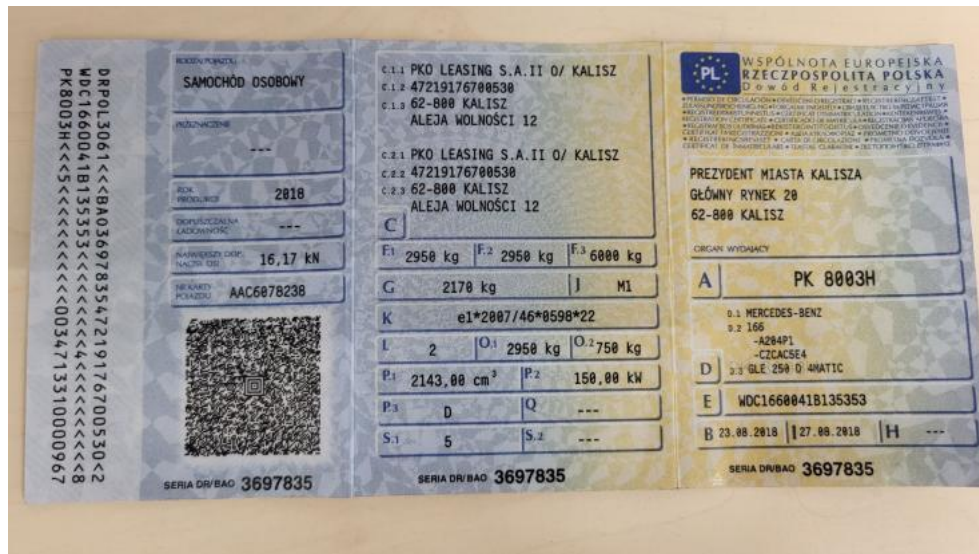 DRPOL3061<<<BAO369783547219176700530<2
WDC1660041B135353<<<<<<<4<<<<<<<<<<<<8
PK8003H<<<5<<<<<<<<<<<<<0034713310000967
RODZAJ POJAZDU
SAMOCHÓD OSOBOWY
PRZEZNACZENIE
---
ROK PRODUKCJI 2018
DOPUSZCZALNA ŁADOWNOŚĆ ---
NAJWIĘKSZY DOP. NACISK OSI 16,17 kN
NR KARTY POJAZDU AAC6078238
SERIA DR/BAO 3697835
C.1.1 PKO LEASING S.A.II O/ KALISZ
C.1.2 47219176700530
C.1.3 62-800 KALISZ
ALEJA WOLNOŚCI 12
C.2.1 PKO LEASING S.A.II O/ KALISZ
C.2.2 47219176700530
C.2.3 62-800 KALISZ
ALEJA WOLNOŚCI 12
C
F.1 2950 kg F.2 2950 kg F.3 6000 kg
G 2170 kg J M1
K e1*2007/46*0598*22
L 2 O.1 2950 kg O.2 750 kg
P.1 2143,00 cm³ P.2 150,00 kW
P.3 D Q ---
S.1 5 S.2 ---
SERIA DR/BAO 3697835
PL
WSPÓLNOTA EUROPEJSKA
RZECZPOSPOLITA POLSKA
Dowód Rejestracyjny
PREZYDENT MIASTA KALISZA
GŁÓWNY RYNEK 20
62-800 KALISZ
ORGAN WYDAJĄCY
A PK 8003H
D.1 MERCEDES-BENZ
D.2 166
-A204P1
-CZCAC5E4
D D.3 GLE 250 D 4MATIC
E WDC1660041B135353
B 23.08.2018 I 27.08.2018 H ---
SERIA DR/BAO 3697835